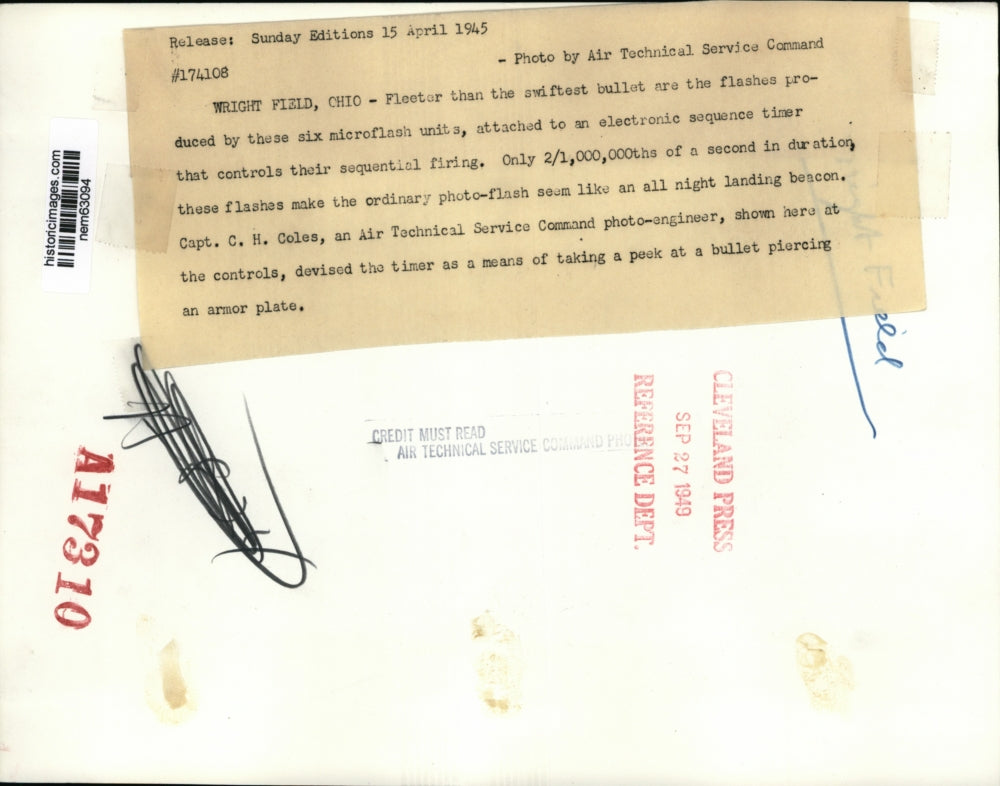 Release: Sunday Editions 15 April 1945
- Photo by Air Technical Service Command
#174108
WRIGHT FIELD, OHIO - Fleeter than the swiftest bullet are the flashes pro-
duced by these six microflash units, attached to an electronic sequence timer
that controls their sequential firing. Only 2/1,000,000ths of a second in duration,
these flashes make the ordinary photo-flash seem like an all night landing beacon.
Capt. C. H. Coles, an Air Technical Service Command photo-engineer, shown here at
the controls, devised the timer as a means of taking a peek at a bullet piercing
an armor plate.
historicimages.com
nem63094
Wright Field
CREDIT MUST READ
AIR TECHNICAL SERVICE COMMAND PHO
CLEVELAND PRESS
SEP 27 1949
REFERENCE DEPT.
A17310